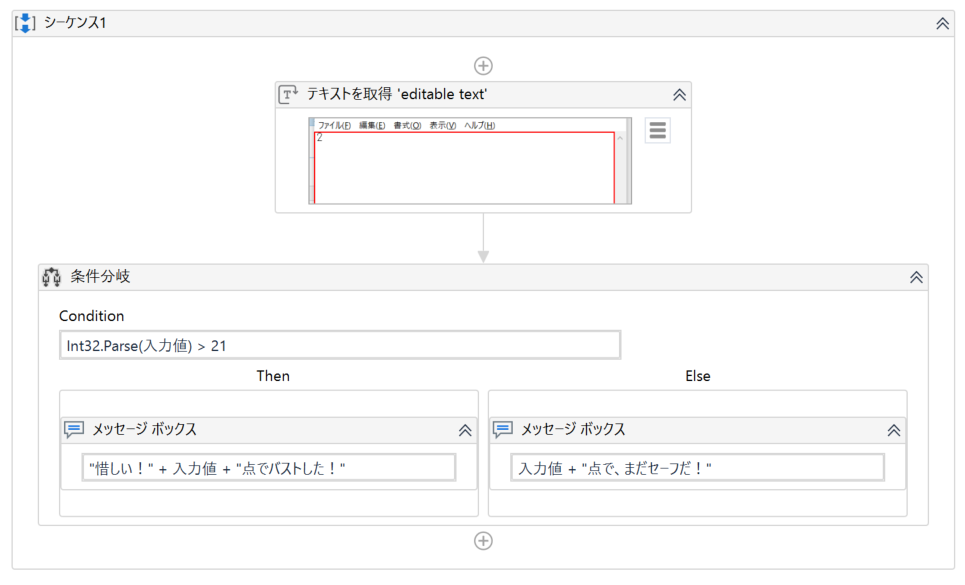 シーケンス1
テキストを取得 'editable text'
ファイル(F) 編集(E) 書式(O) 表示(V) ヘルプ(H)
2
条件分岐
Condition
Int32.Parse(入力値) > 21
Then
Else
メッセージ ボックス
"惜しい！" + 入力値 + "点でバストした！"
メッセージ ボックス
入力値 + "点で、まだセーフだ！"